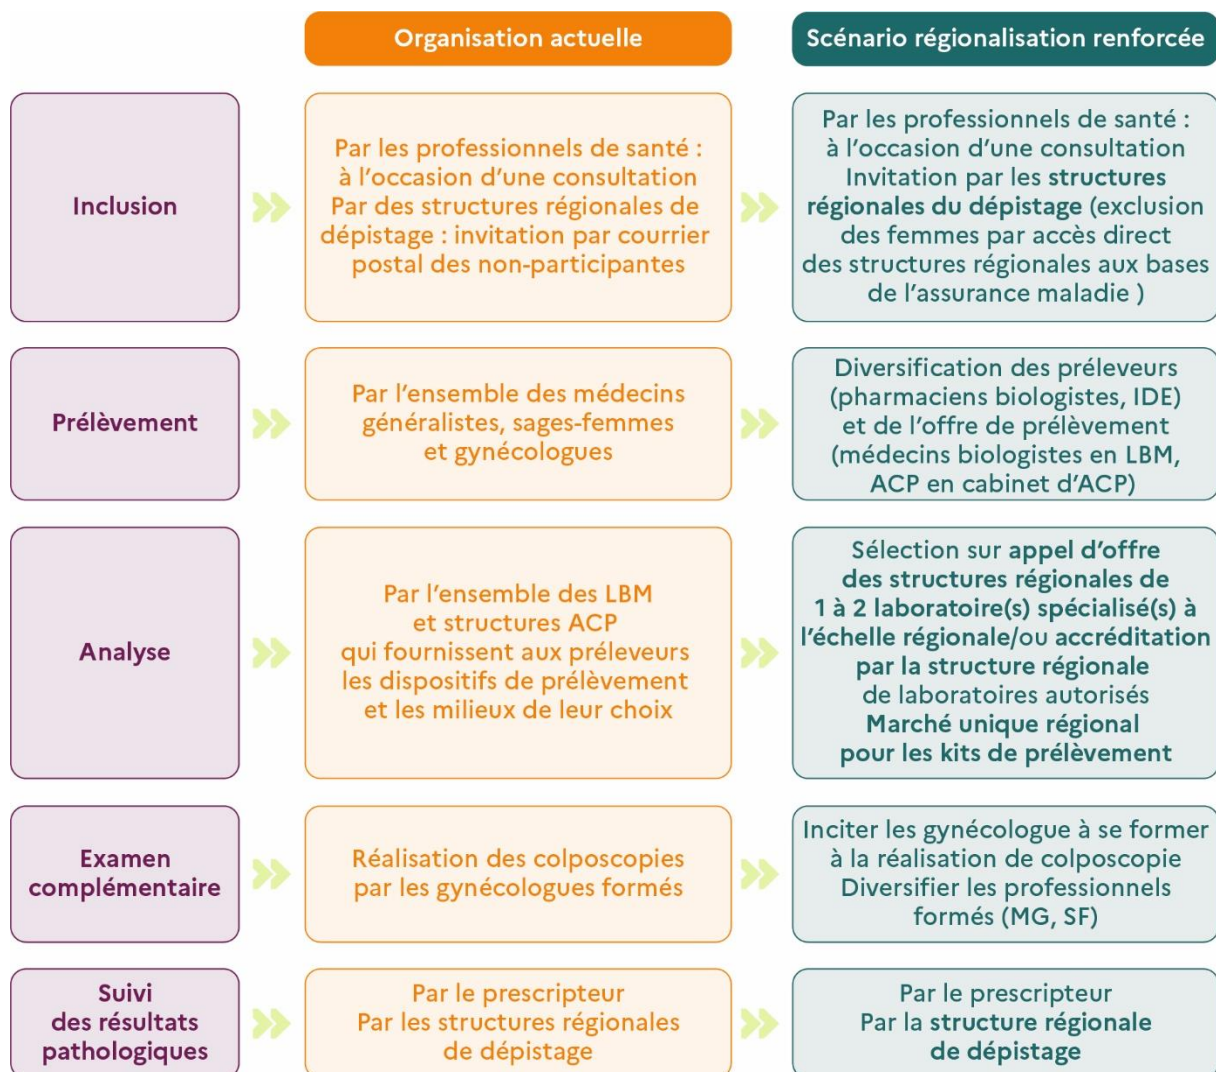 Organisation actuelle
Scénario régionalisation renforcée
Inclusion
Par les professionnels de santé :
à l’occasion d’une consultation
Par des structures régionales de
dépistage : invitation par courrier
postal des non-participantes
Par les professionnels de santé :
à l’occasion d’une consultation
Invitation par les structures
régionales du dépistage (exclusion
des femmes par accès direct
des structures régionales aux bases
de l’assurance maladie )
Prélèvement
Par l’ensemble des médecins
généralistes, sages-femmes
et gynécologues
Diversification des préleveurs
(pharmaciens biologistes, IDE)
et de l’offre de prélèvement
(médecins biologistes en LBM,
ACP en cabinet d’ACP)
Analyse
Par l’ensemble des LBM
et structures ACP
qui fournissent aux préleveurs
les dispositifs de prélèvement
et les milieux de leur choix
Sélection sur appel d’offre
des structures régionales de
1 à 2 laboratoire(s) spécialisé(s) à
l’échelle régionale/ou accréditation
par la structure régionale
de laboratoires autorisés
Marché unique régional
pour les kits de prélèvement
Examen
complémentaire
Réalisation des colposcopies
par les gynécologues formés
Inciter les gynécologue à se former
à la réalisation de colposcopie
Diversifier les professionnels
formés (MG, SF)
Suivi
des résultats
pathologiques
Par le prescripteur
Par les structures régionales
de dépistage
Par le prescripteur
Par la structure régionale
de dépistage